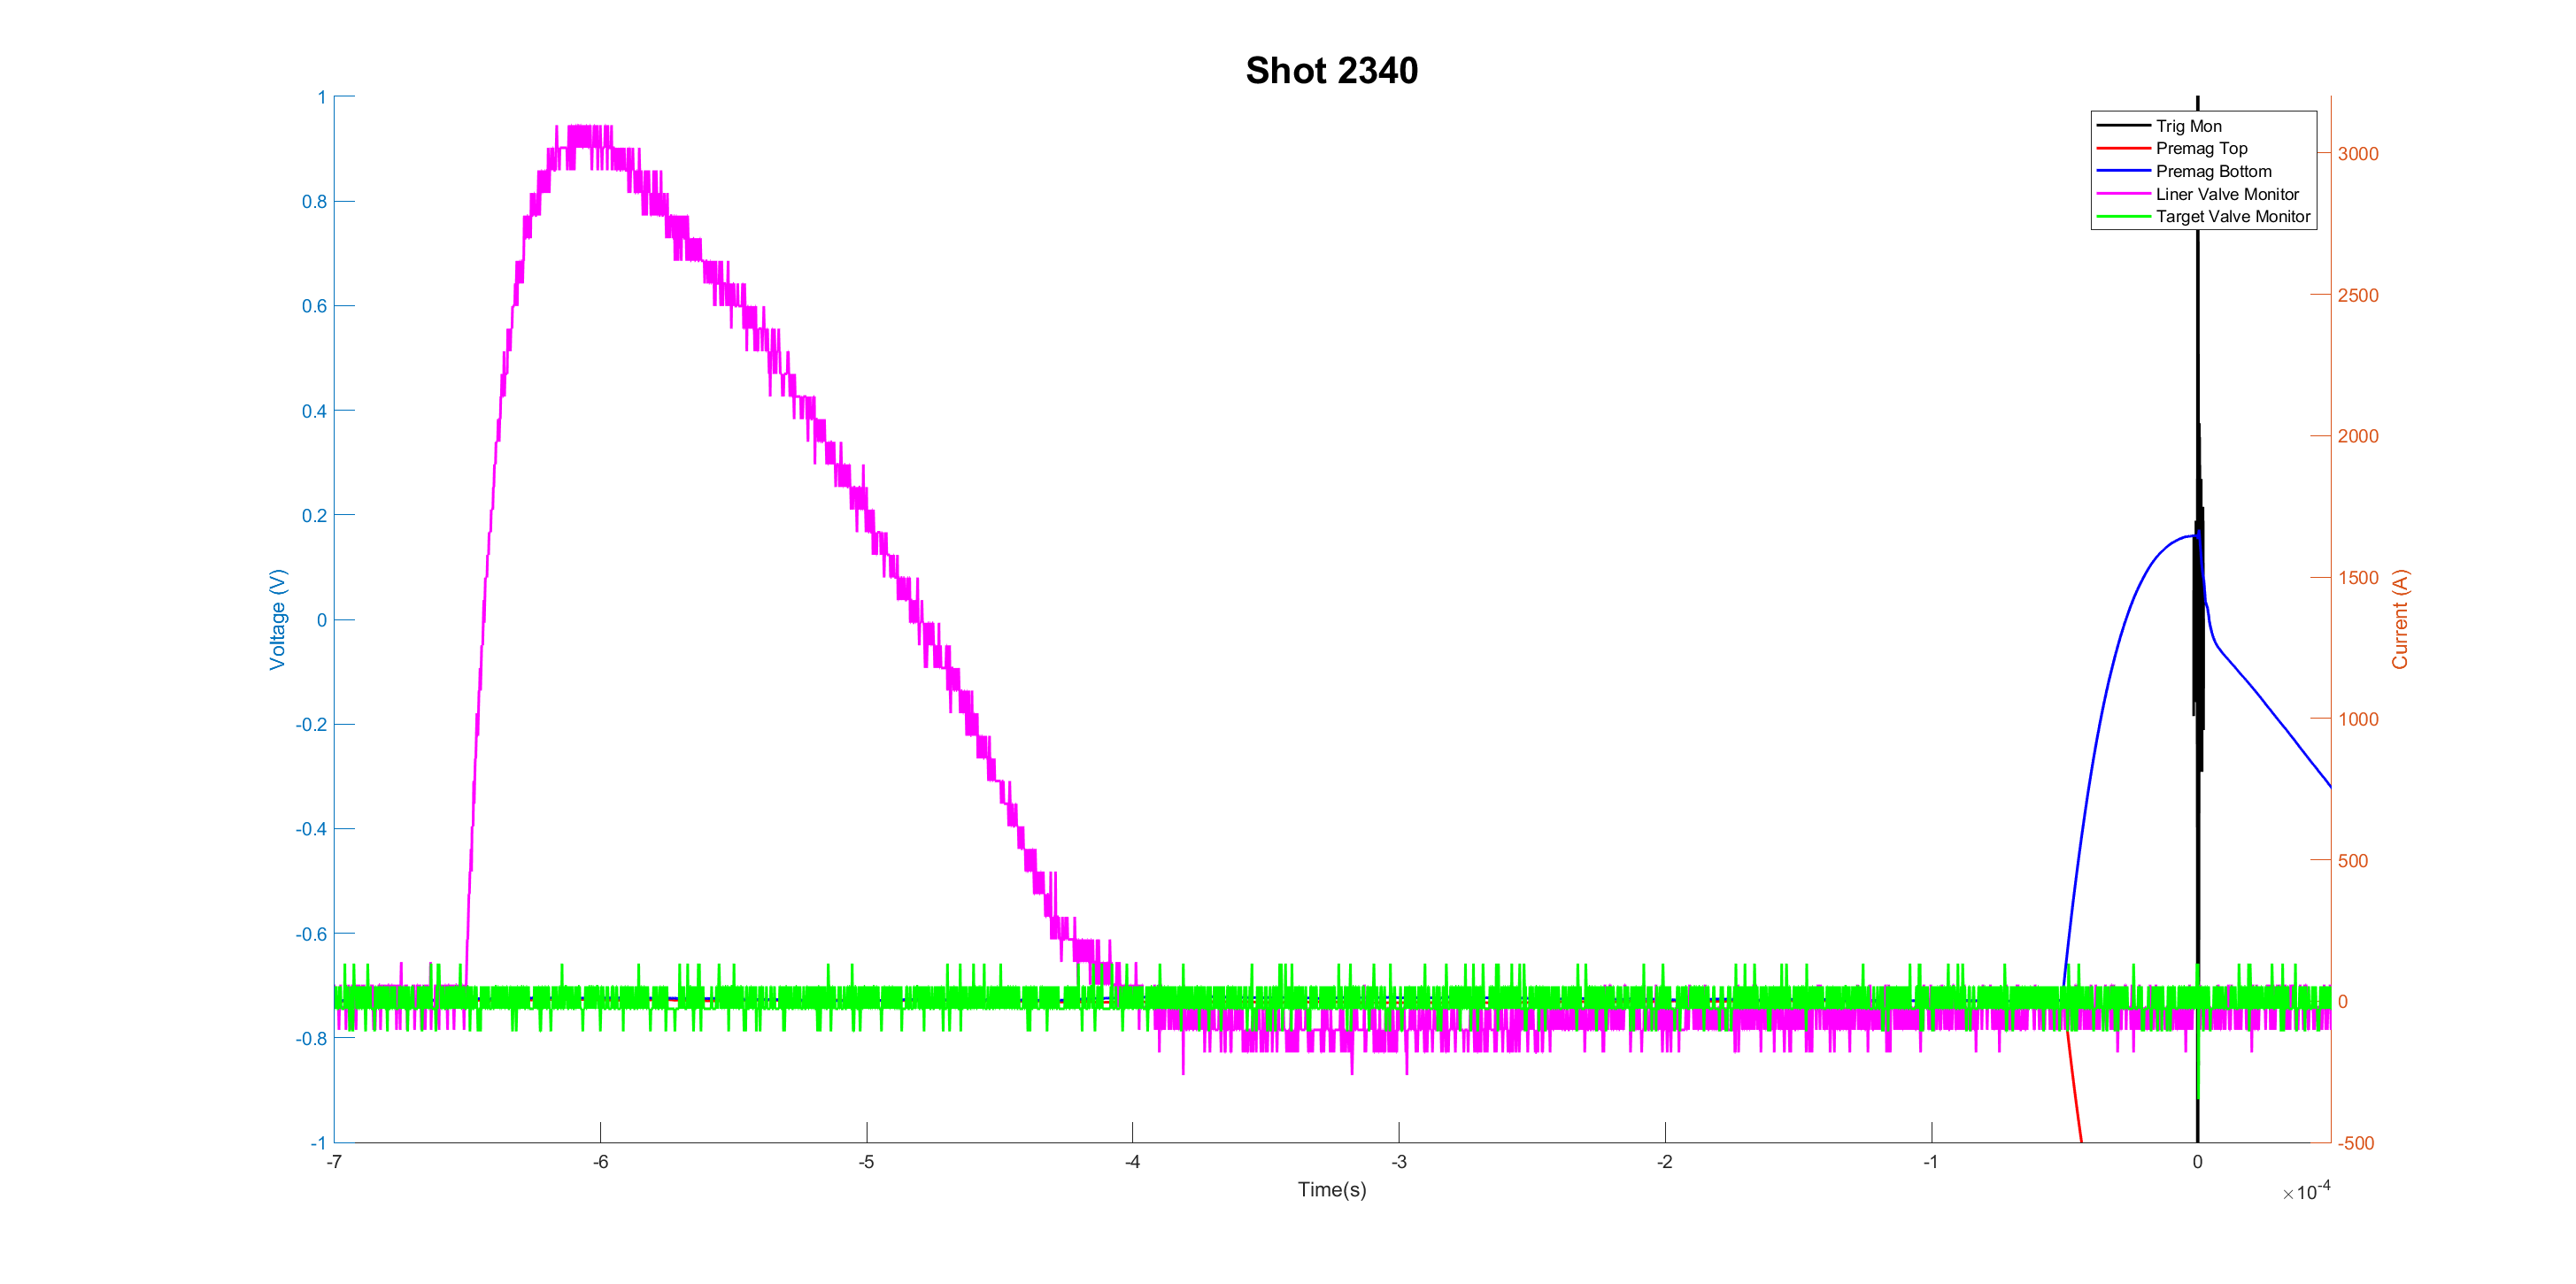 Shot 2340
1
0.8
0.6
0.4
0.2
0
-0.2
-0.4
-0.6
-0.8
-1
Voltage (V)
Trig Mon
Premag Top
Premag Bottom
Liner Valve Monitor
Target Valve Monitor
3000
2500
2000
1500
1000
500
0
-500
Current (A)
-7 -6 -5 -4 -3 -2 -1 0
Time(s)
×10-4